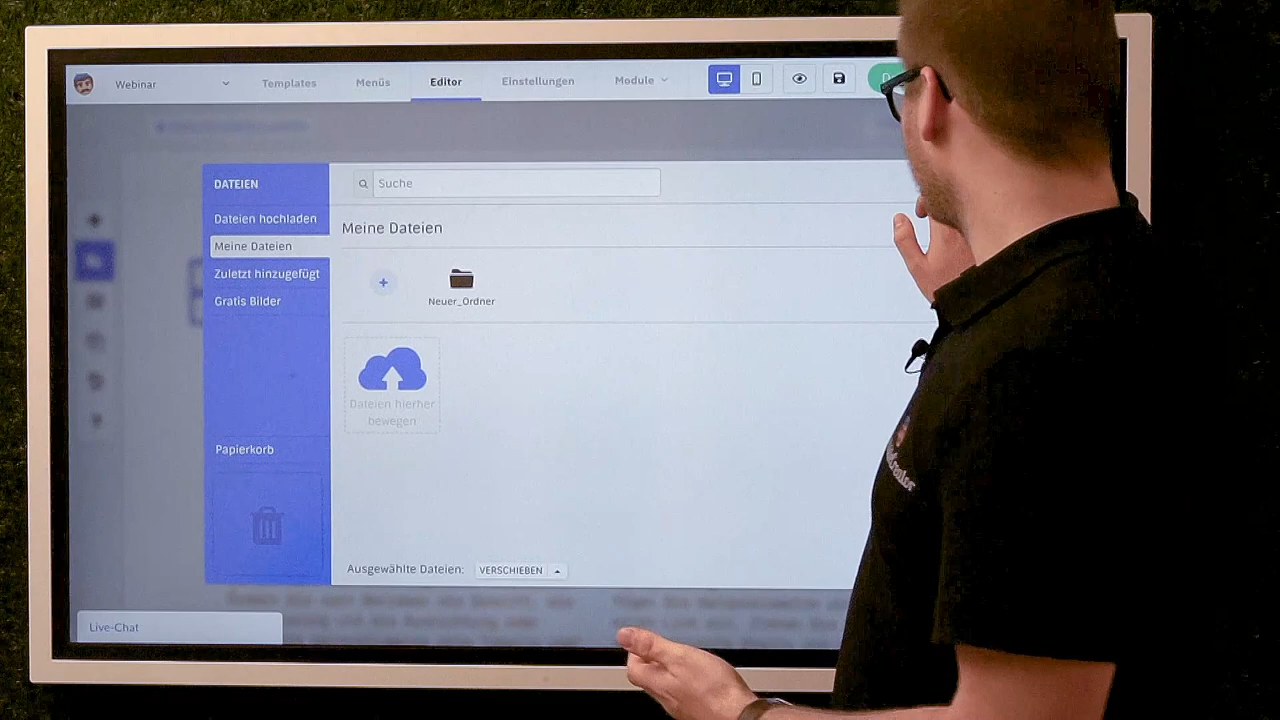 Webinar
Templates
Menüs
Editor
Einstellungen
Module
DATEIEN
Suche
Dateien hochladen
Meine Dateien
Meine Dateien
Zuletzt hinzugefügt
Gratis Bilder
Neuer_Ordner
Dateien hierher
bewegen
Papierkorb
Ausgewählte Dateien:
VERSCHIEBEN
Live-Chat